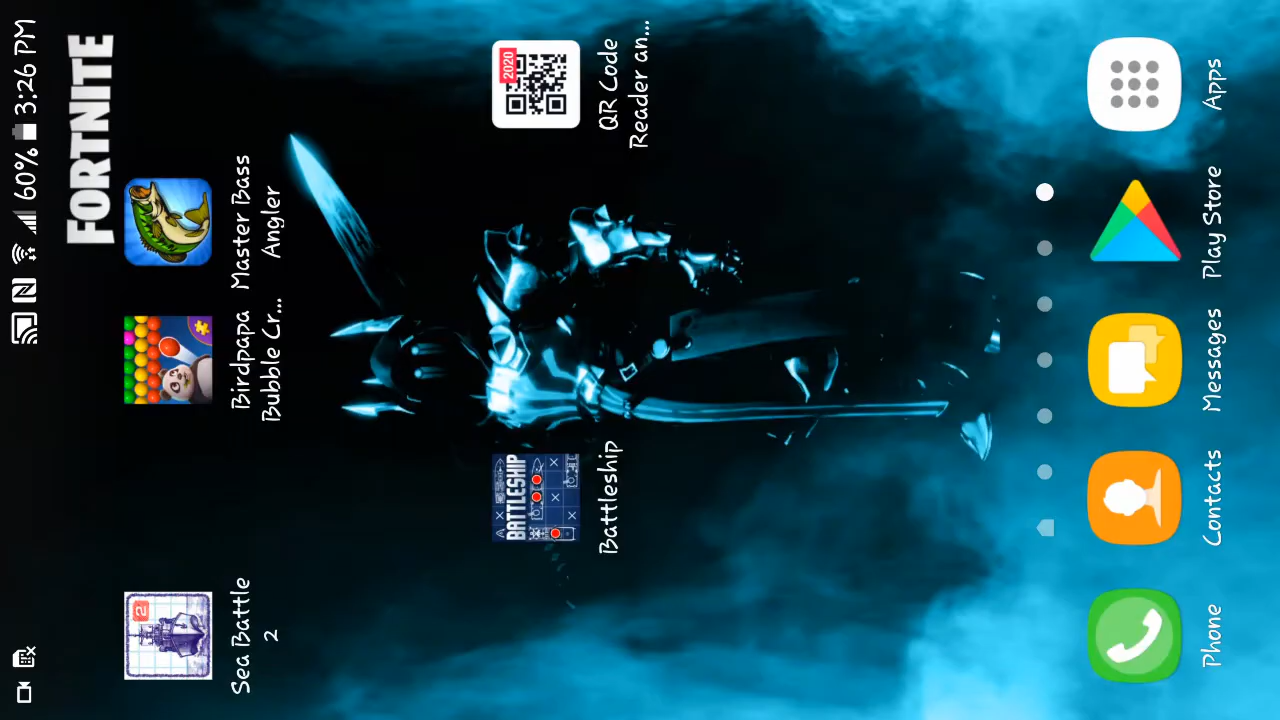 60% 3:26 PM
FORTNITE
2
Sea Battle
2
Birdpapa
Bubble Cr...
Master Bass
Angler
BATTLESHIP
Battleship
2020
QR Code
Reader an...
Phone
Contacts
Messages
Play Store
Apps